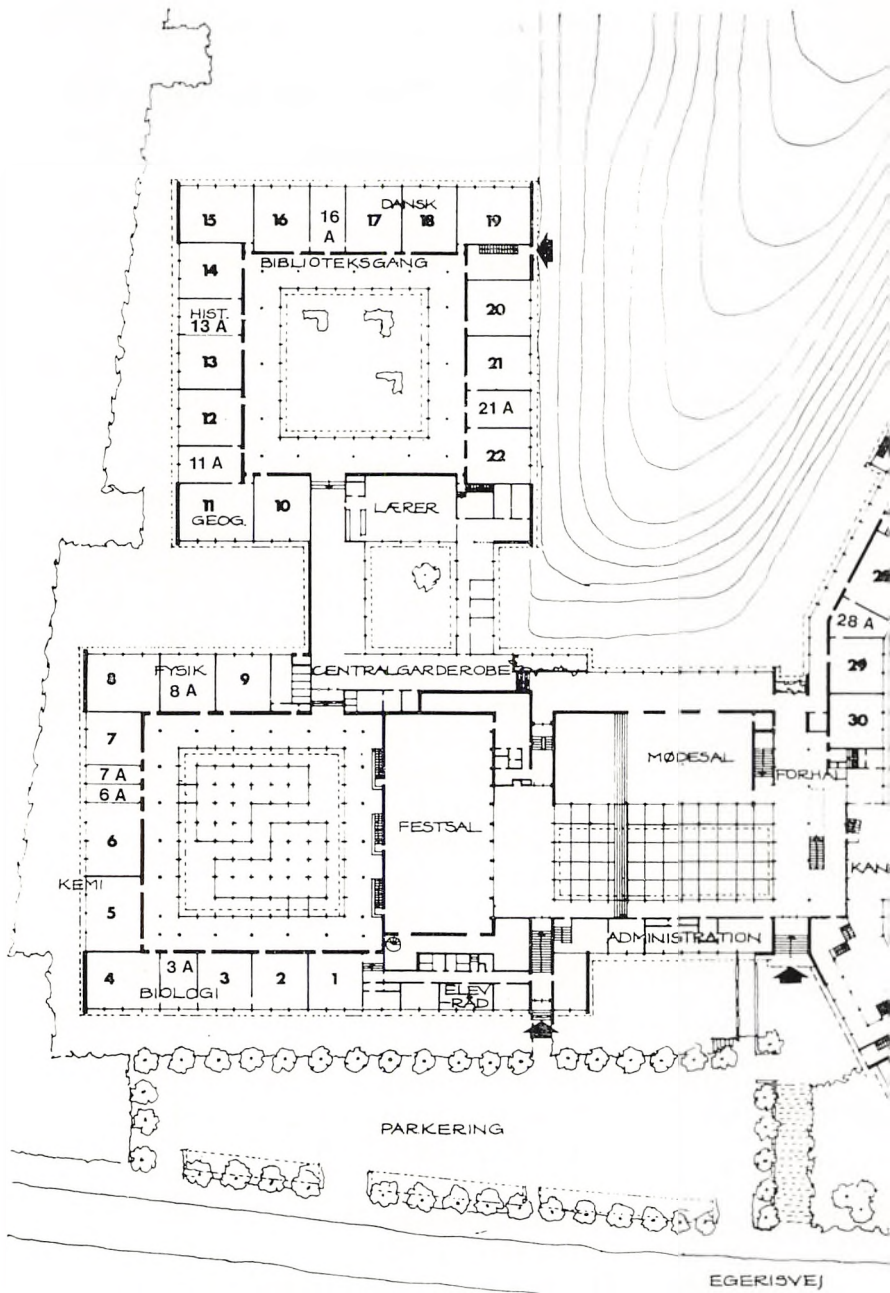 15
16
16
A
17
DANSK
18
19
BIBLIOTEKSGANG
14
HIST.
13 A
13
12
11 A
11
GEOG.
10
20
21
21 A
22
LÆRER
28 A
29
30
8
FYSIK
8 A
9
CENTRALGARDEROBE
7
7 A
6 A
6
KEMI
5
4
3 A
BIOLOGI
3
2
1
FESTSAL
MØDESAL
FORHAL
KAN
ADMINISTRATION
ELEV
-RÅD
PARKERING
EGERISVEJ